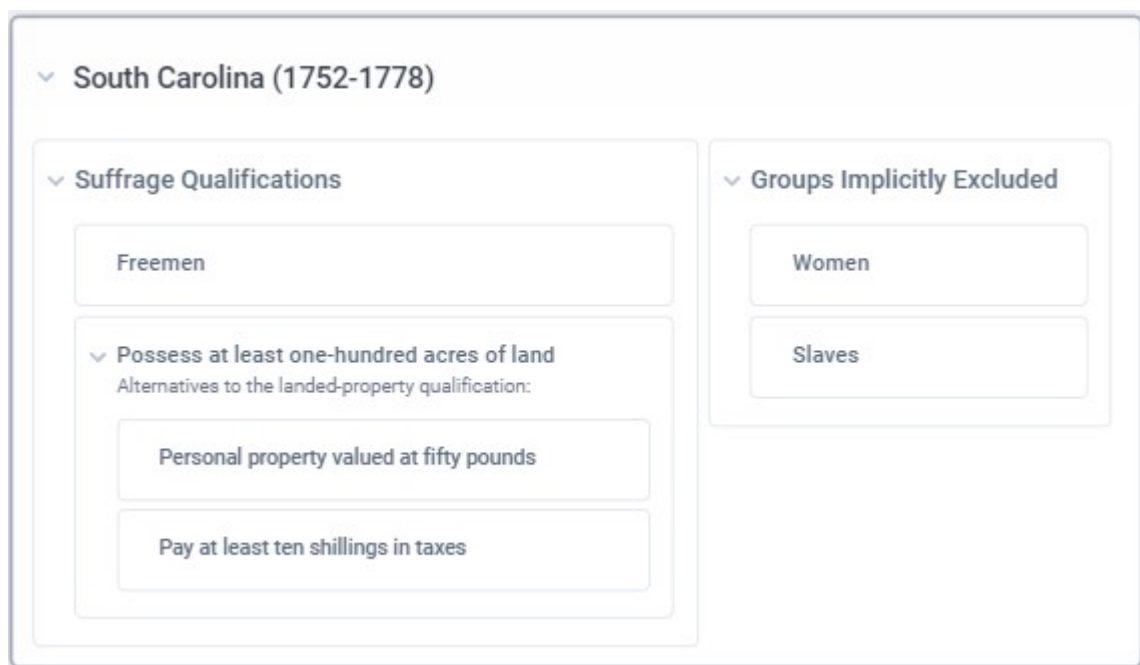 South Carolina (1752-1778)
Suffrage Qualifications
Freemen
Possess at least one-hundred acres of land
Alternatives to the landed-property qualification:
Personal property valued at fifty pounds
Pay at least ten shillings in taxes
Groups Implicitly Excluded
Women
Slaves